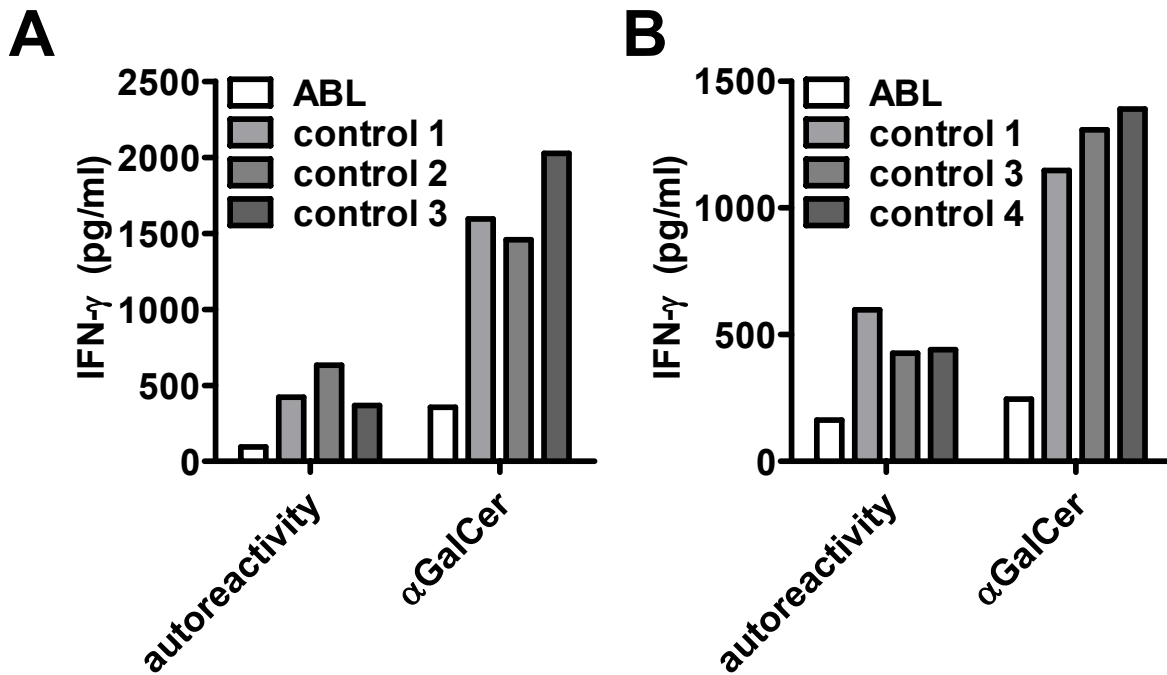 A
IFN-γ (pg/ml)
2500
2000
1500
1000
500
0
ABL
control 1
control 2
control 3
autoreactivity
αGalCer
B
IFN-γ (pg/ml)
1500
1000
500
0
ABL
control 1
control 3
control 4
autoreactivity
αGalCer